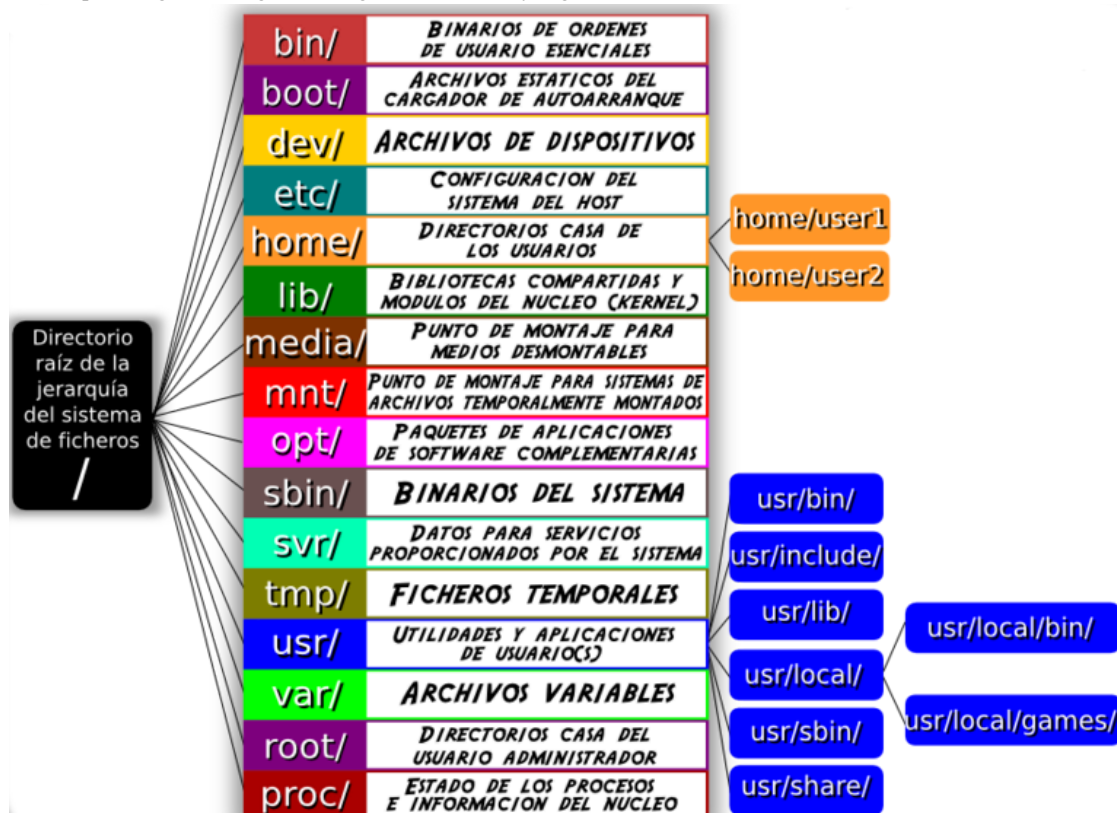 bin/
BINARIOS DE ORDENES
DE USUARIO ESENCIALES
boot/
ARCHIVOS ESTATICOS DEL
CARGADOR DE AUTOARRANQUE
dev/
ARCHIVOS DE DISPOSITIVOS
etc/
CONFIGURACION DEL
SISTEMA DEL HOST
home/
DIRECTORIOS CASA DE
LOS USUARIOS
home/user1
home/user2
lib/
BIBLIOTECAS COMPARTIDAS Y
MODULOS DEL NUCLEO (KERNEL)
Directorio
raíz de la
jerarquía
del sistema
de ficheros
/
media/
PUNTO DE MONTAJE PARA
MEDIOS DESMONTABLES
mnt/
PUNTO DE MONTAJE PARA SISTEMAS DE
ARCHIVOS TEMPORALMENTE MONTADOS
opt/
PAQUETES DE APLICACIONES
DE SOFTWARE COMPLEMENTARIAS
sbin/
BINARIOS DEL SISTEMA
svr/
DATOS PARA SERVICIOS
PROPORCIONADOS POR EL SISTEMA
tmp/
FICHEROS TEMPORALES
usr/
UTILIDADES Y APLICACIONES
DE USUARIO(S)
usr/bin/
usr/include/
usr/lib/
usr/local/
usr/local/bin/
usr/local/games/
usr/sbin/
usr/share/
var/
ARCHIVOS VARIABLES
root/
DIRECTORIOS CASA DEL
USUARIO ADMINISTRADOR
proc/
ESTADO DE LOS PROCESOS
E INFORMACION DEL NUCLEO